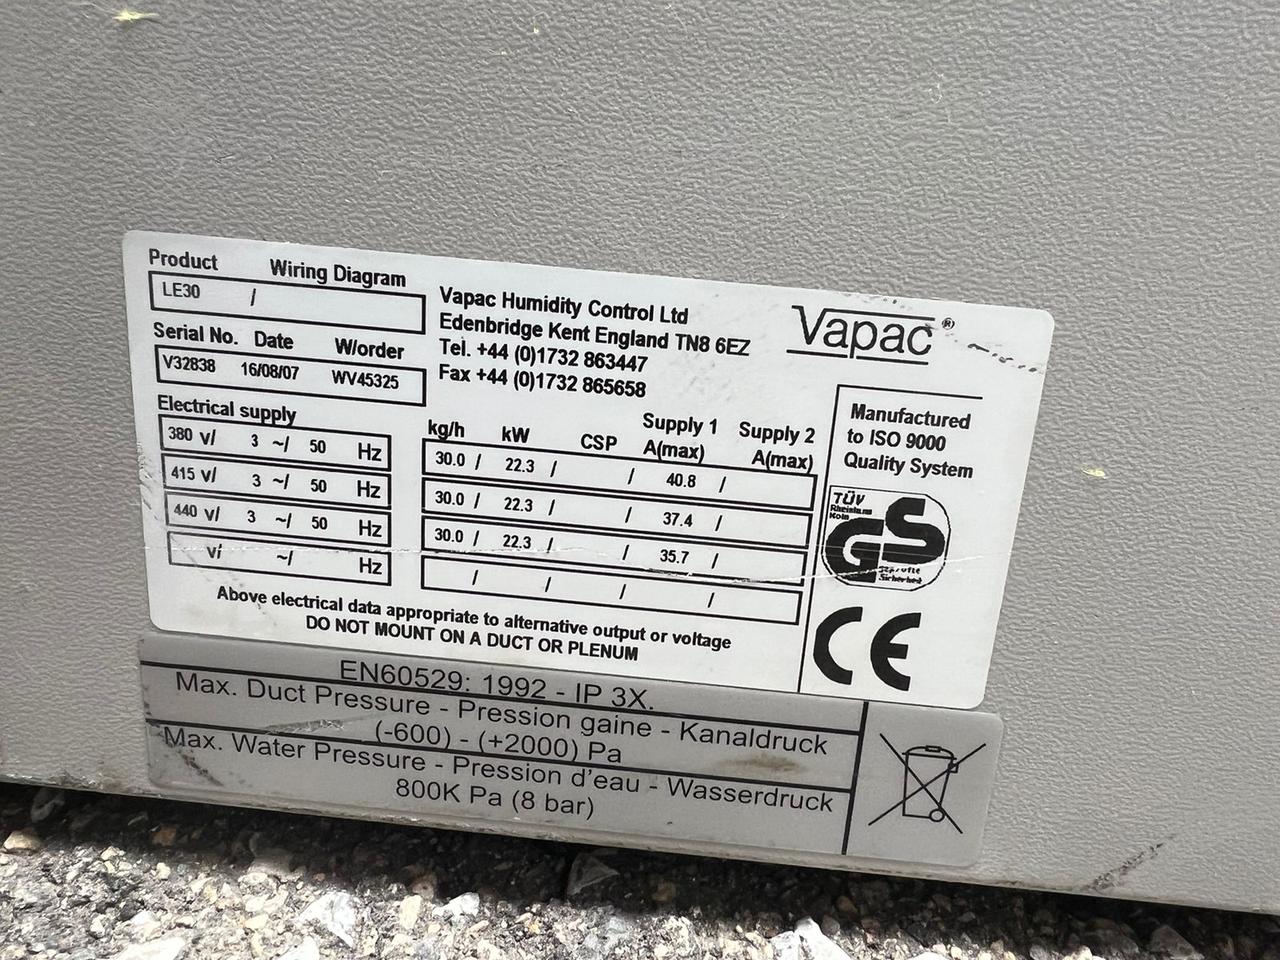 Product Wiring Diagram
LE30 /
Serial No. Date W/order
V32838 16/08/07 WV45325
Vapac Humidity Control Ltd
Edenbridge Kent England TN8 6EZ
Tel. +44 (0)1732 863447
Fax +44 (0)1732 865658
Vapac®
Electrical supply
380 v/ 3 ~/ 50 Hz
415 v/ 3 ~/ 50 Hz
440 v/ 3 ~/ 50 Hz
v/ ~/ Hz
kg/h kW CSP Supply 1 A(max) Supply 2 A(max)
30.0 / 22.3 / / 40.8 /
30.0 / 22.3 / / 37.4 /
30.0 / 22.3 / / 35.7 /
/ / / /
Manufactured
to ISO 9000
Quality System
TÜV
Rheinland
Köln
GS
geprüfte
Sicherheit
CE
Above electrical data appropriate to alternative output or voltage
DO NOT MOUNT ON A DUCT OR PLENUM
EN60529: 1992 - IP 3X.
Max. Duct Pressure - Pression gaine - Kanaldruck
(-600) - (+2000) Pa
Max. Water Pressure - Pression d'eau - Wasserdruck
800K Pa (8 bar)